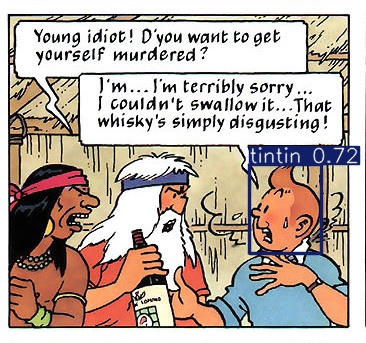 Young idiot! D'you want to get
yourself murdered?
I'm... I'm terribly sorry...
I couldn't swallow it... That
whisky's simply disgusting!
tintin 0.72